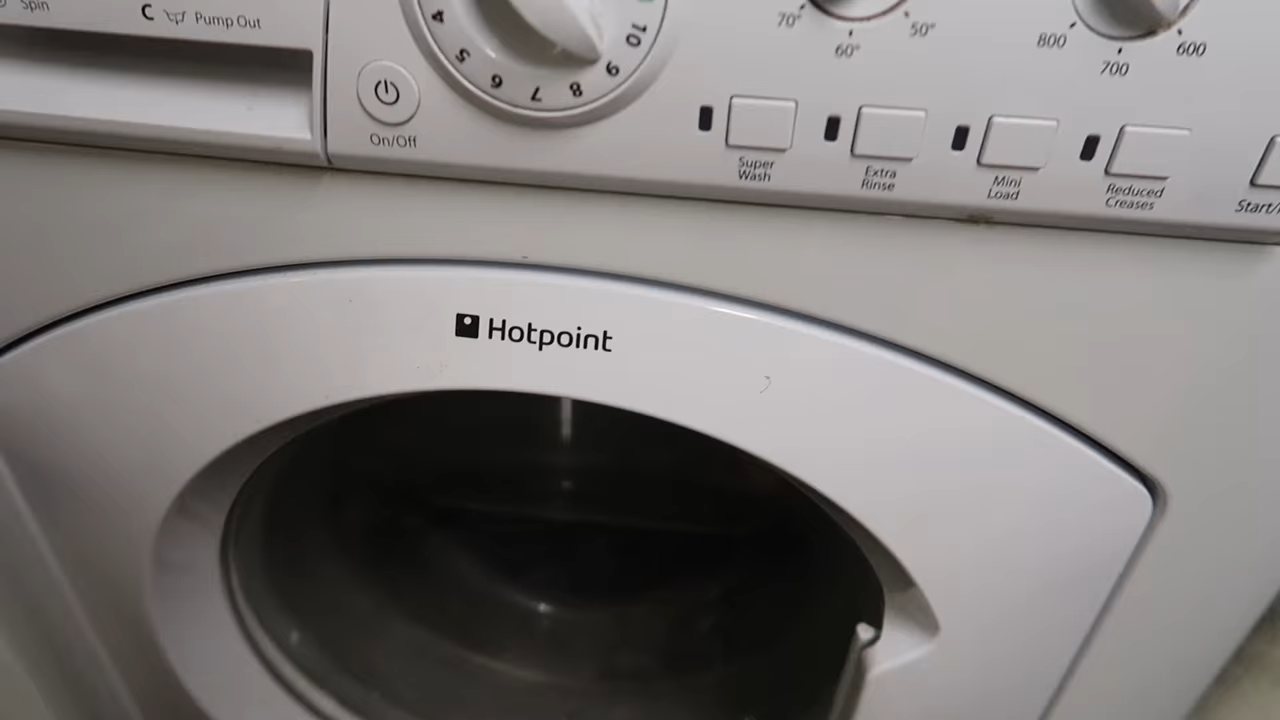 Spin
C Pump Out
4
5
6
7
8
9
10
On/Off
70°
60°
50°
800
700
600
Super
Wash
Extra
Rinse
Mini
Load
Reduced
Creases
Start/
Hotpoint